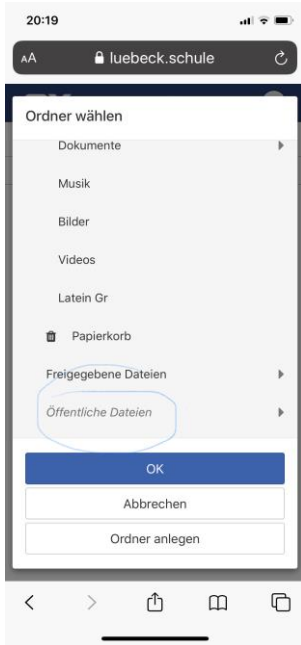 20:19
AA luebeck.schule
Ordner wählen
Dokumente
Musik
Bilder
Videos
Latein Gr
Papierkorb
Freigegebene Dateien
Öffentliche Dateien
OK
Abbrechen
Ordner anlegen